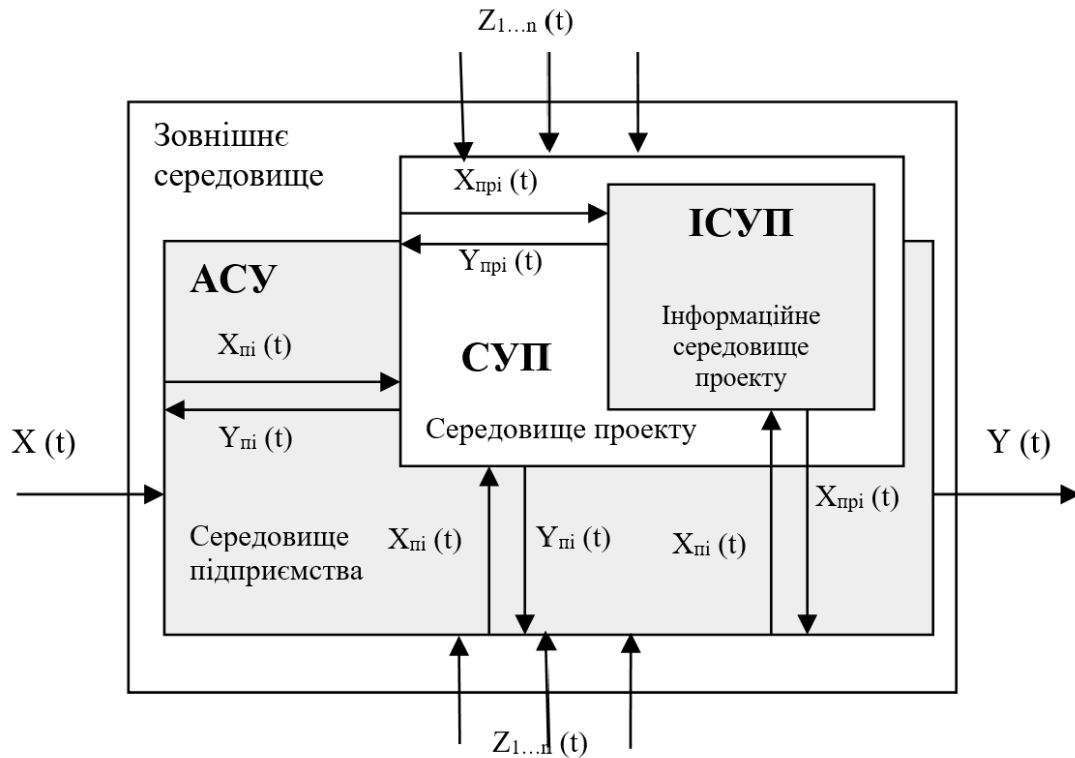 Z₁…ₙ (t)
Зовнішнє
середовище
Xпрі (t)
ІСУП
Yпрі (t)
АСУ
Інформаційне
середовище
проекту
Xпі (t)
СУП
Yпі (t)
Середовище проекту
X (t)
Y (t)
Xпрі (t)
Середовище
підприємства
Xпі (t)
Yпі (t)
Xпі (t)
Z₁…ₙ (t)